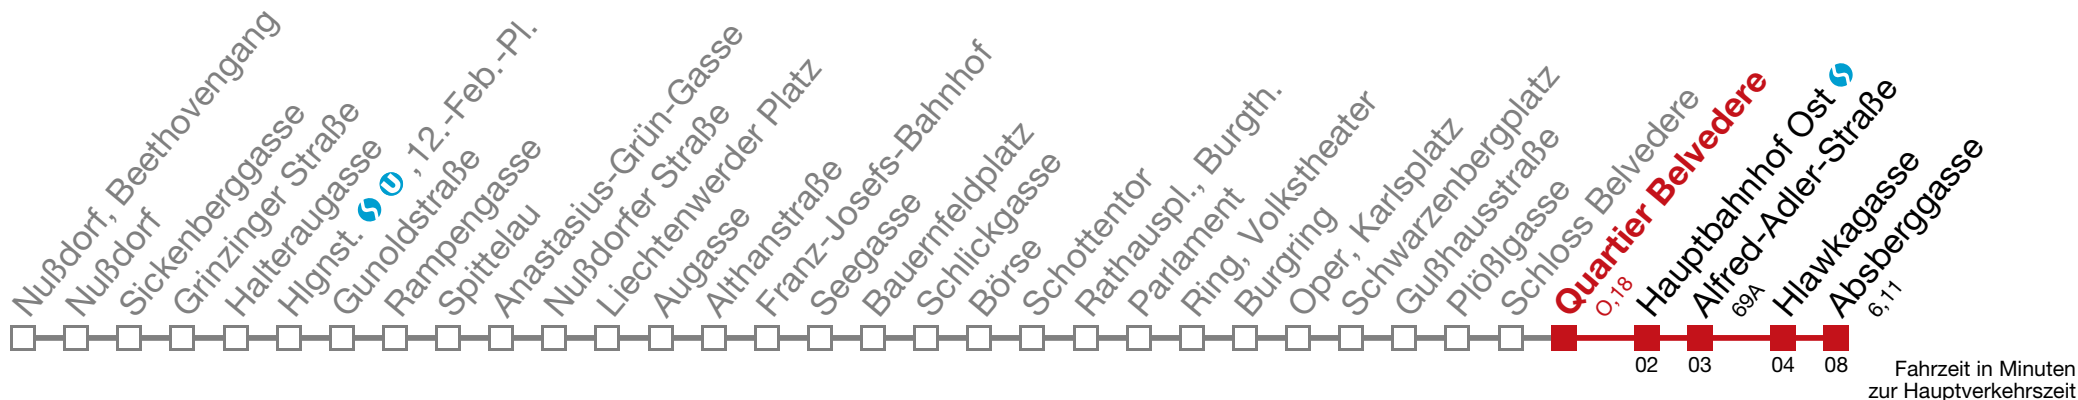 Nußdorf, Beethovengang
Nußdorf
Sickenberggasse
Grinzinger Straße
Halteraugasse
Hlgnst. S U , 12.-Feb.-Pl.
Gunoldstraße
Rampengasse
Spittelau
Anastasius-Grün-Gasse
Nußdorfer Straße
Liechtenwerder Platz
Augasse
Althanstraße
Franz-Josefs-Bahnhof
Seegasse
Bauernfeldplatz
Schlickgasse
Börse
Schottentor
Rathauspl., Burgth.
Parlament
Ring, Volkstheater
Burgring
Oper, Karlsplatz
Schwarzenbergplatz
Gußhausstraße
Plößlgasse
Schloss Belvedere
Quartier Belvedere
O,18
Hauptbahnhof Ost S
Alfred-Adler-Straße
69A
Hlawkagasse
Absberggasse
6,11
02 03 04 08
Fahrzeit in Minuten
zur Hauptverkehrszeit